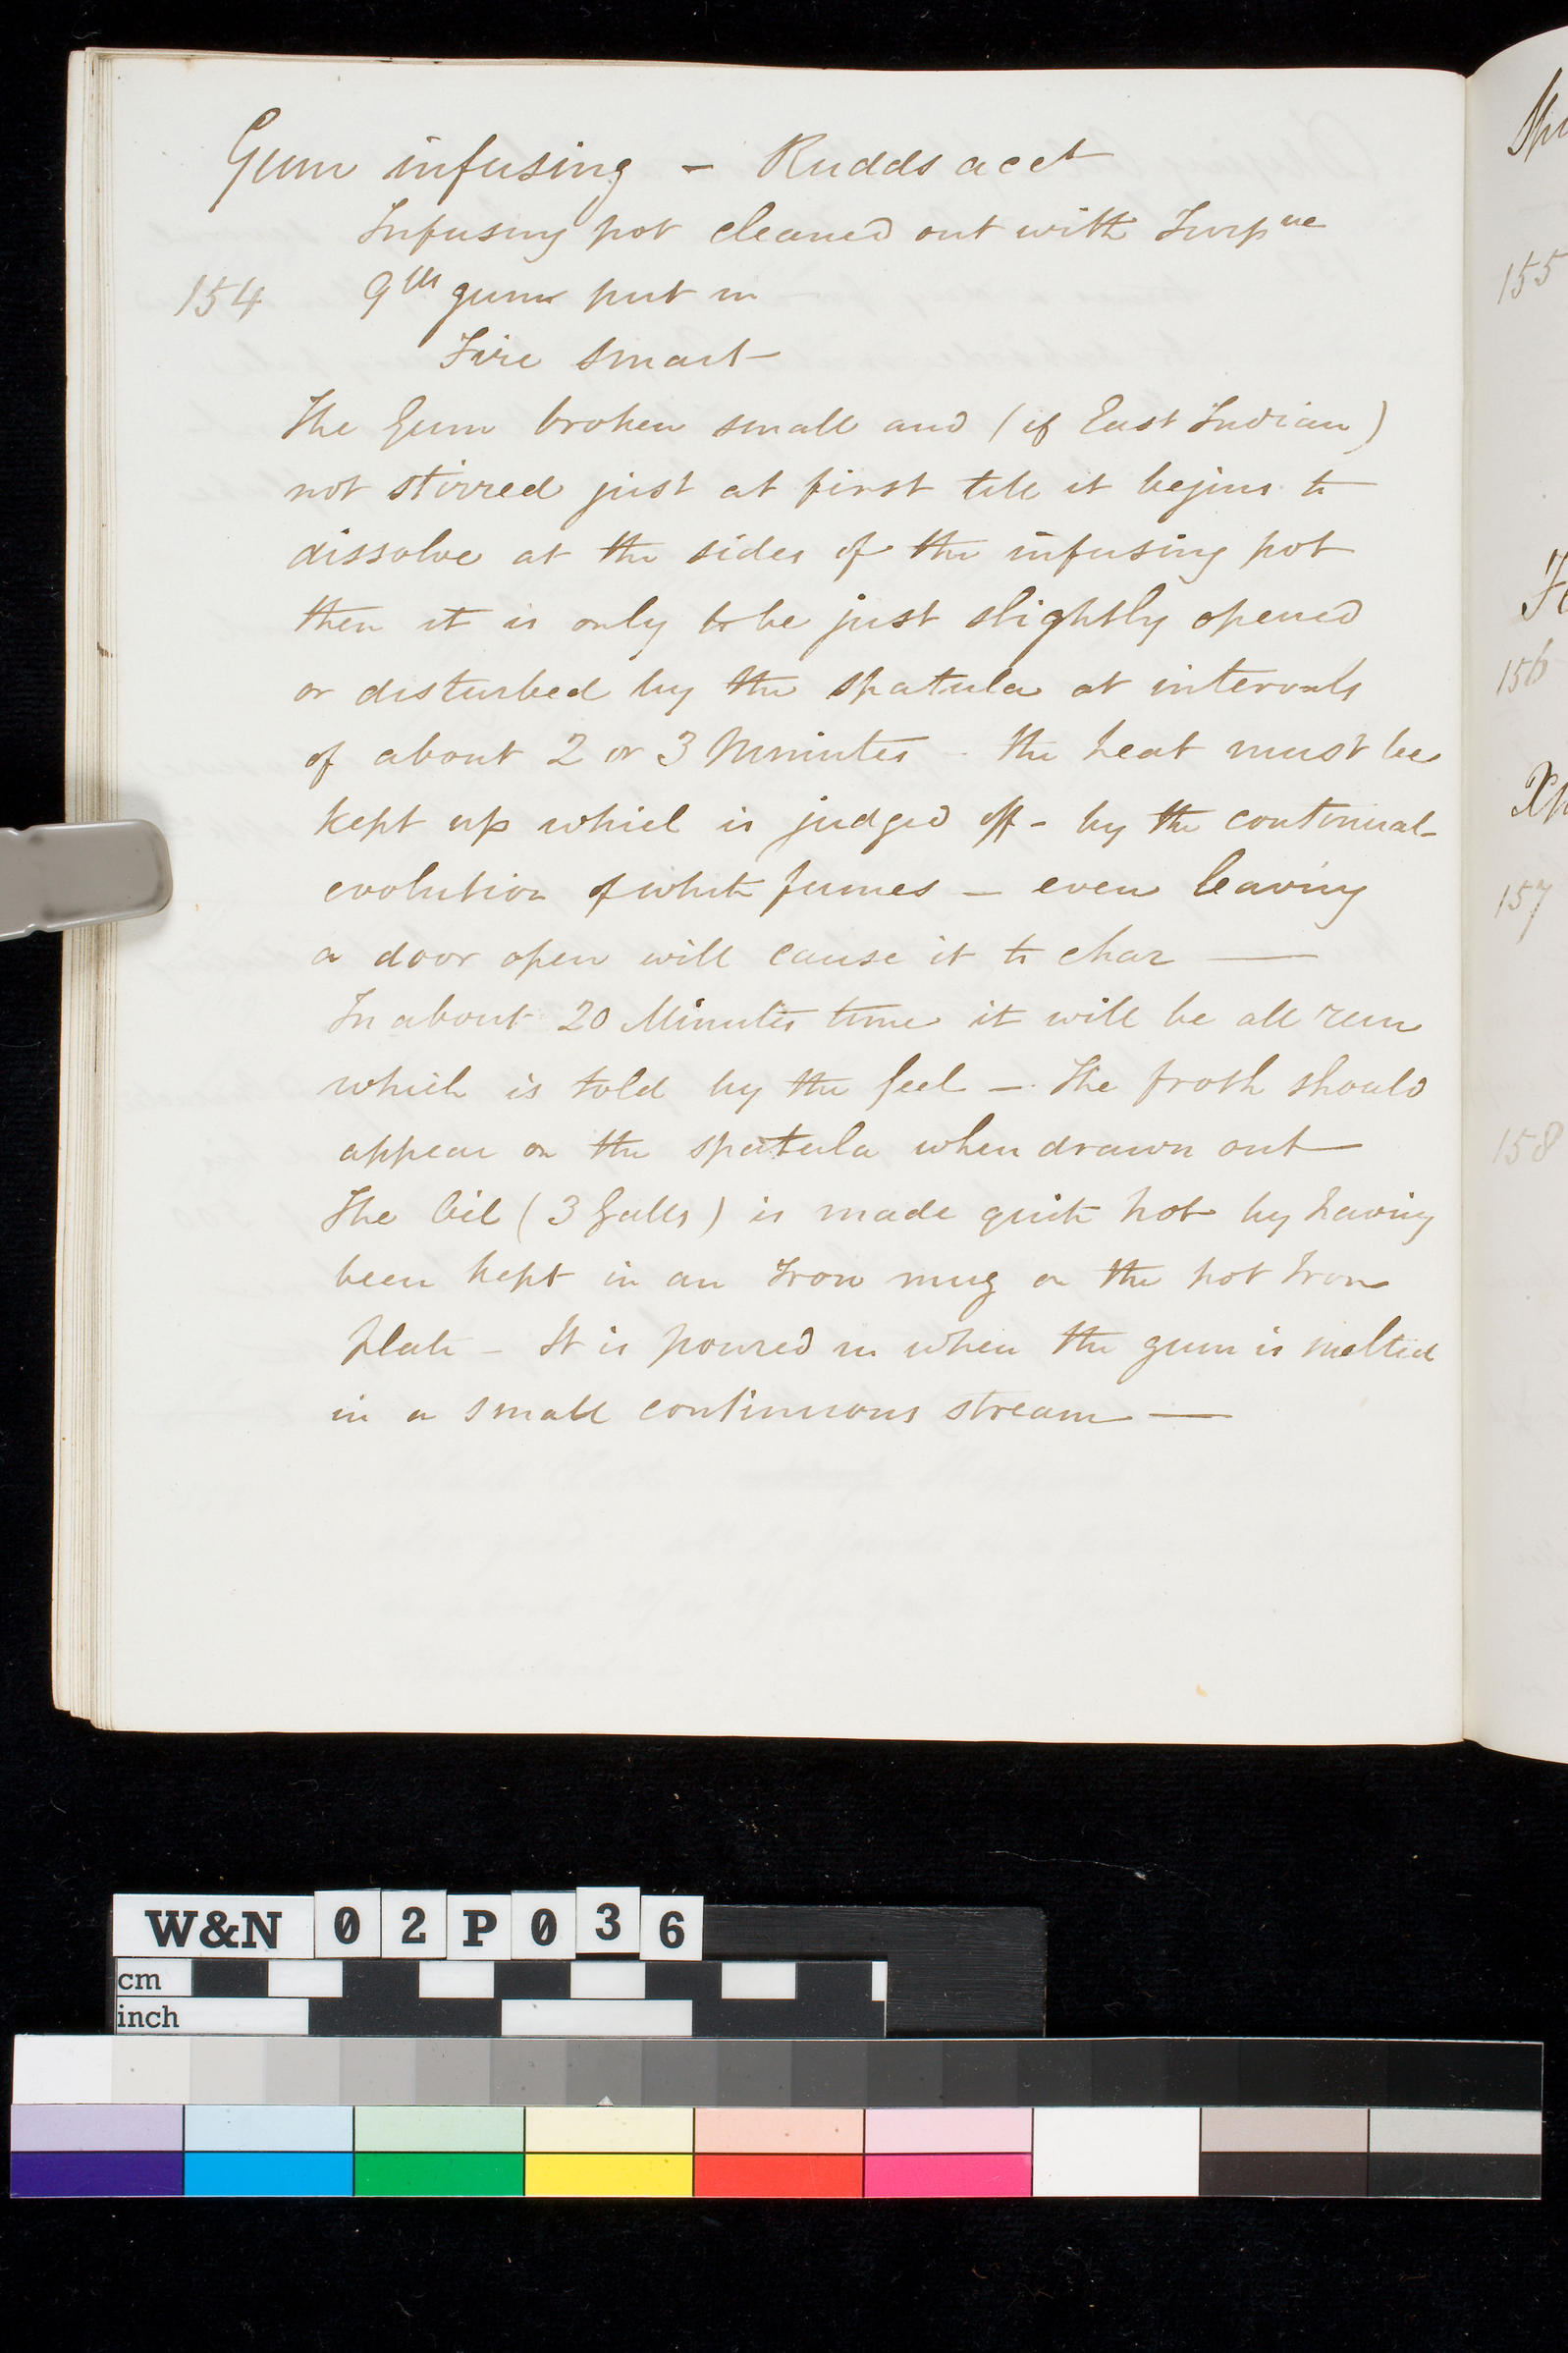 Gum infusing - Rudds acct
Infusing pot cleaned out with Turpne
154 9lbs gum put in
Fire smart
The Gum broken small and (if East Indian)
not stirred just at first till it begins to
dissolve at the sides of the infusing pot
then it is only to be just slightly opened
or disturbed by the spatula at intervals
of about 2 or 3 Minutes - the heat must be
kept up which is judged off - by the continual
evolution of white fumes - even leaving
a door open will cause it to char —
In about 20 Minutes time it will be all run
which is told by the feel - The froth should
appear on the spatula when drawn out
The Oil (3 Galls) is made quite hot by having
been kept in an Iron mug on the hot Iron
plate - It is poured in when the gum is melted
in a small continuous stream —
155
156
157
158
W&N 02P036
cm
inch